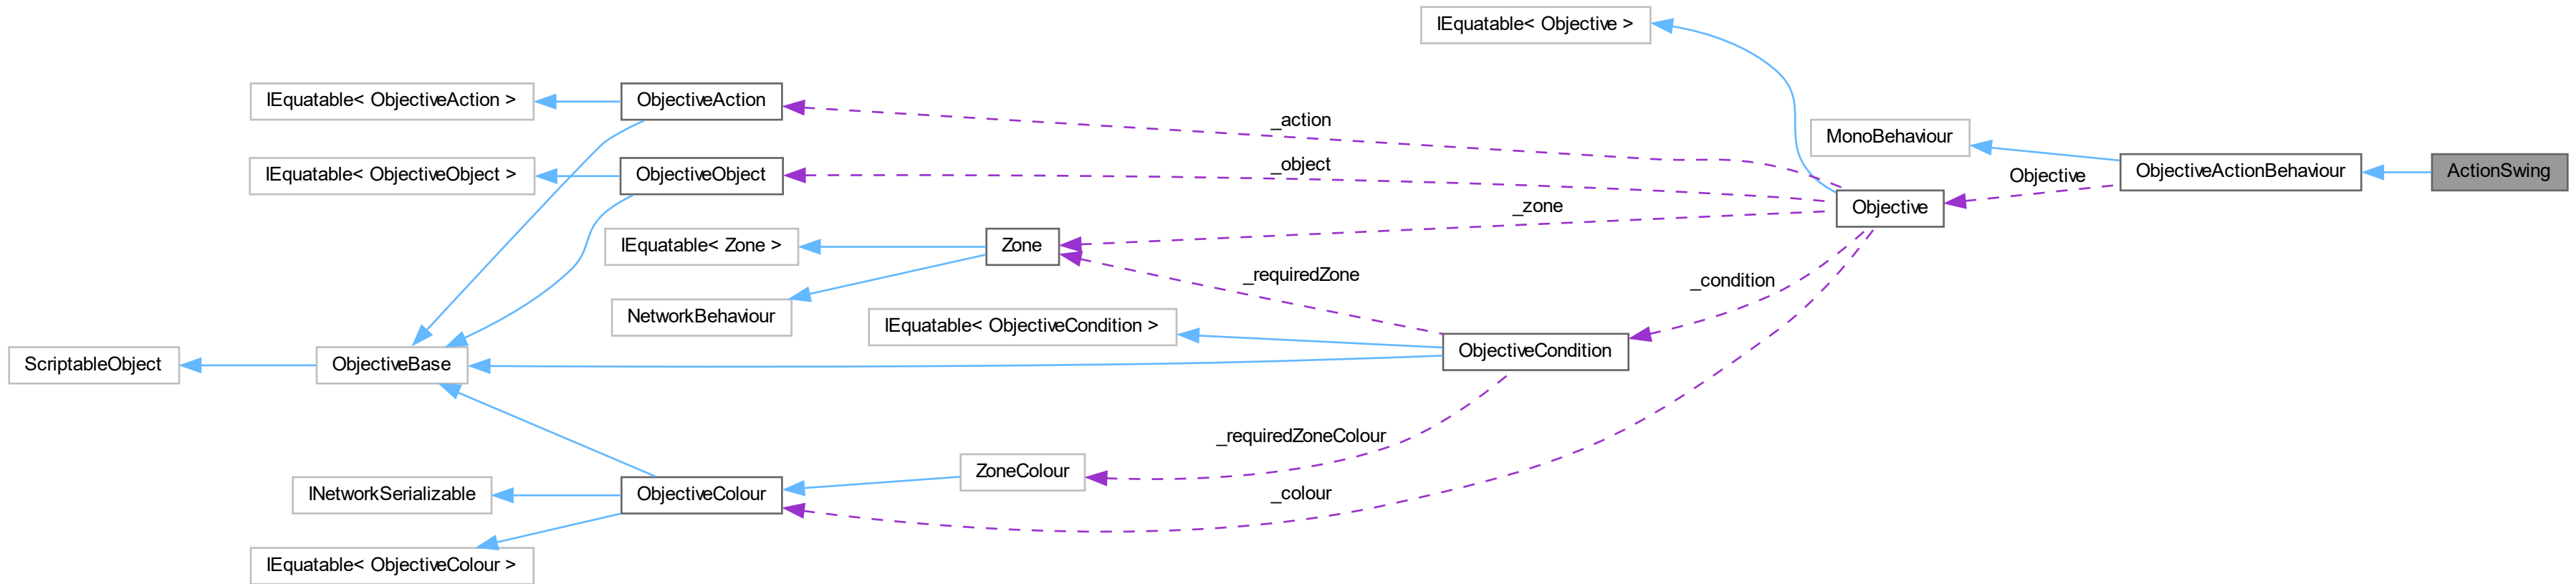 IEquatable< Objective >
IEquatable< ObjectiveAction >
ObjectiveAction
_action
MonoBehaviour
IEquatable< ObjectiveObject >
ObjectiveObject
_object
Objective
ObjectiveActionBehaviour
ActionSwing
_zone
Objective
IEquatable< Zone >
Zone
_requiredZone
_condition
NetworkBehaviour
IEquatable< ObjectiveCondition >
ObjectiveCondition
ScriptableObject
ObjectiveBase
_requiredZoneColour
ZoneColour
INetworkSerializable
ObjectiveColour
_colour
IEquatable< ObjectiveColour >